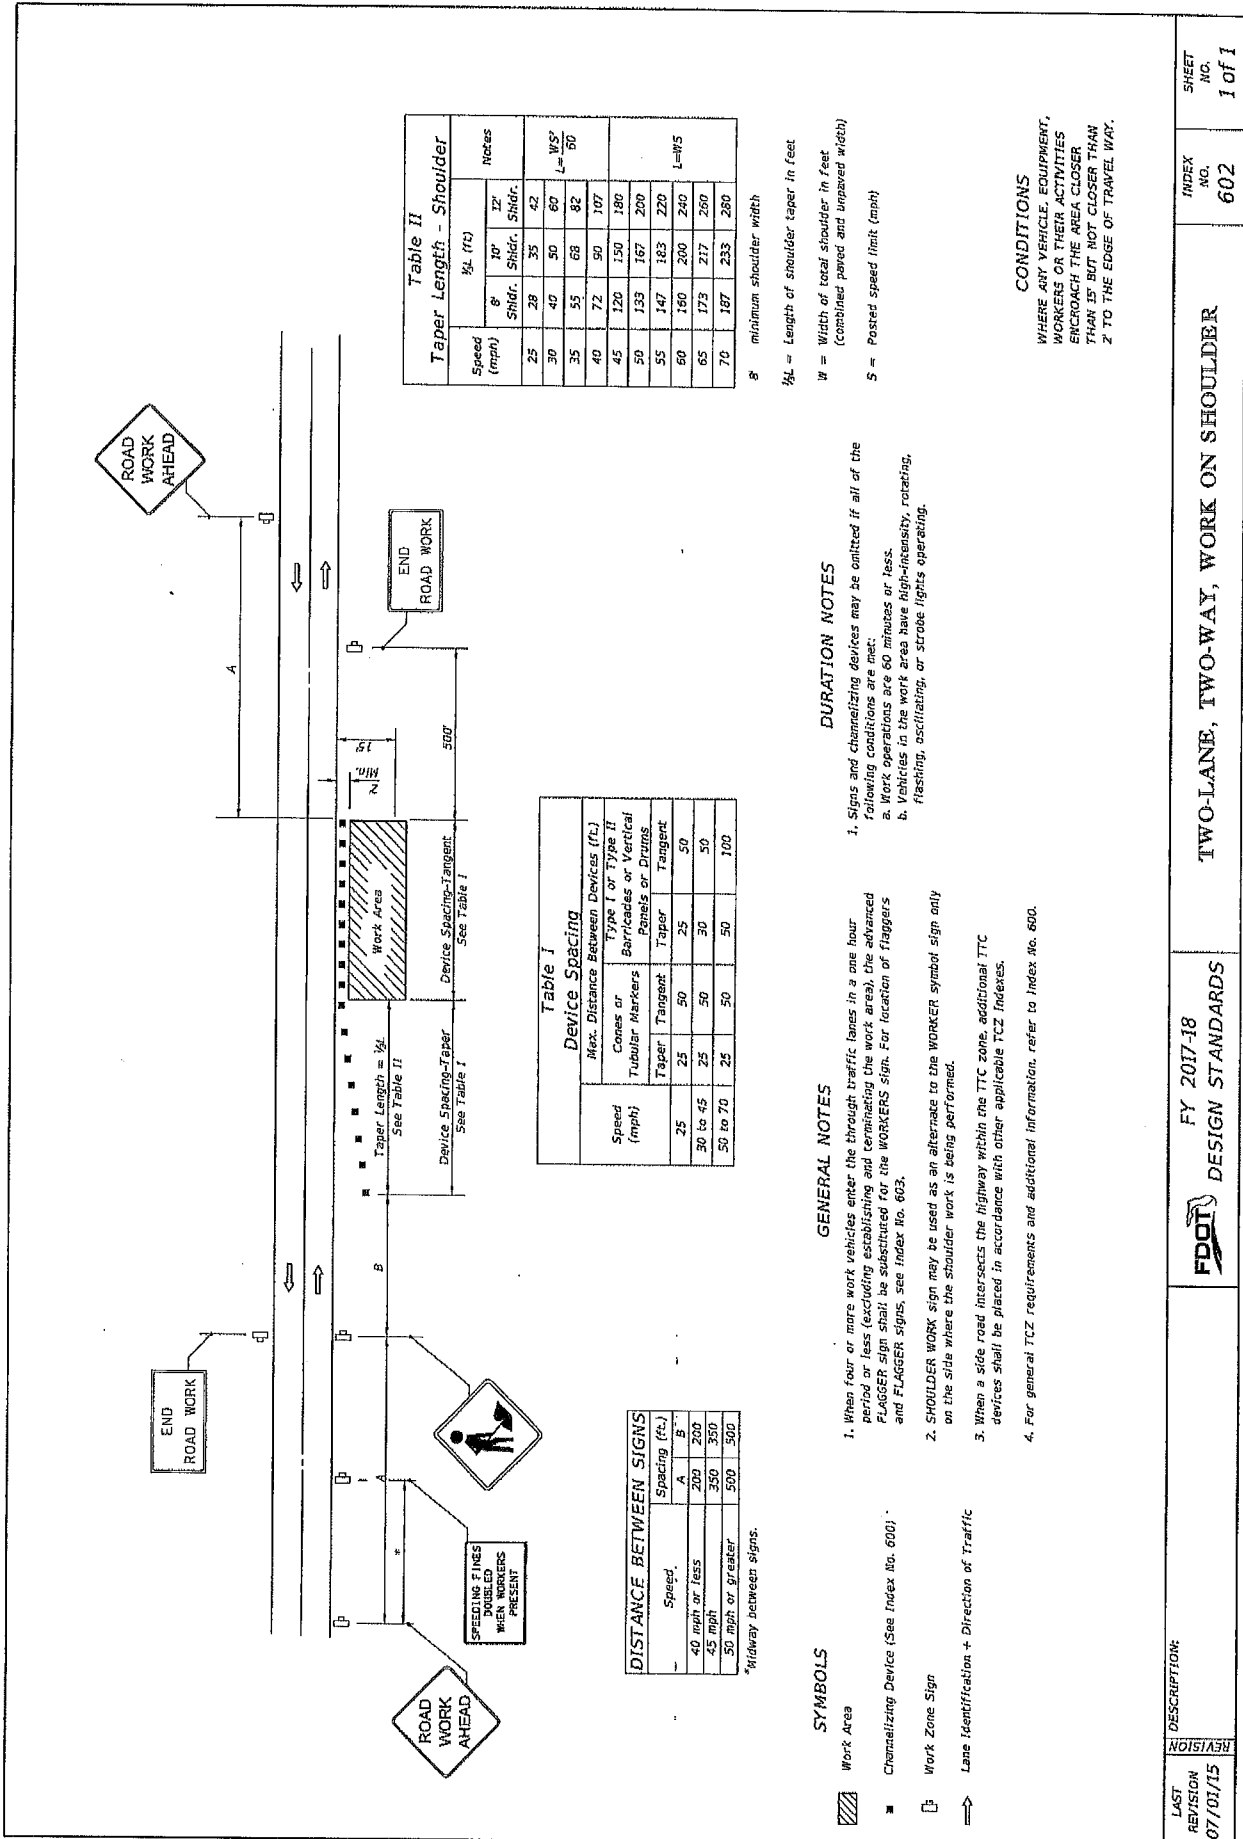 ROAD
WORK
AHEAD
A
END
ROAD WORK
END
ROAD WORK
B
A
*
SPEEDING FINES
DOUBLED
WHEN WORKERS
PRESENT
ROAD
WORK
AHEAD
Taper Length = ⅓L
See Table II
Device Spacing-Taper
See Table I
Work Area
Device Spacing-Tangent
See Table I
2'
Min.
15'
500'
DISTANCE BETWEEN SIGNS
Speed Spacing (ft.)
A B
40 mph or less 200 200
45 mph 350 350
50 mph or greater 500 500
*Midway between signs.
Table I
Device Spacing
Speed (mph) Max. Distance Between Devices (ft.)
Cones or Tubular Markers Type I or Type II Barricades or Vertical Panels or Drums
Taper Tangent Taper Tangent
25 25 50 25 50
30 to 45 25 50 30 50
50 to 70 25 50 50 100
Table II
Taper Length - Shoulder
Speed (mph) ⅓L (ft) Notes
8' Shldr. 10' Shldr. 12' Shldr.
25 28 35 42
30 40 50 60
35 55 68 82
40 72 90 107
L= WS²/60
45 120 150 180
50 133 167 200
55 147 183 220
60 160 200 240
65 173 217 260
70 187 233 280
L=WS
8' minimum shoulder width
⅓L = Length of shoulder taper in feet
W = Width of total shoulder in feet
(combined paved and unpaved width)
S = Posted speed limit (mph)
SYMBOLS
Work Area
Channelizing Device (See Index No. 600)
Work Zone Sign
Lane Identification + Direction of Traffic
GENERAL NOTES
1. When four or more work vehicles enter the through traffic lanes in a one hour
period or less (excluding establishing and terminating the work area), the advanced
FLAGGER sign shall be substituted for the WORKERS sign. For location of flaggers
and FLAGGER signs, see Index No. 603.
2. SHOULDER WORK sign may be used as an alternate to the WORKER symbol sign only
on the side where the shoulder work is being performed.
3. When a side road intersects the highway within the TTC zone, additional TTC
devices shall be placed in accordance with other applicable TCZ Indexes.
4. For general TCZ requirements and additional information, refer to Index No. 600.
DURATION NOTES
1. Signs and channelizing devices may be omitted if all of the
following conditions are met:
a. Work operations are 60 minutes or less.
b. Vehicles in the work area have high-intensity, rotating,
flashing, oscillating, or strobe lights operating.
CONDITIONS
WHERE ANY VEHICLE, EQUIPMENT,
WORKERS OR THEIR ACTIVITIES
ENCROACH THE AREA CLOSER
THAN 15' BUT NOT CLOSER THAN
2' TO THE EDGE OF TRAVEL WAY.
LAST
REVISION
07/01/15
REVISION
DESCRIPTION:
FDOT
FY 2017-18
DESIGN STANDARDS
TWO-LANE, TWO-WAY, WORK ON SHOULDER
INDEX
NO.
602
SHEET
NO.
1 of 1